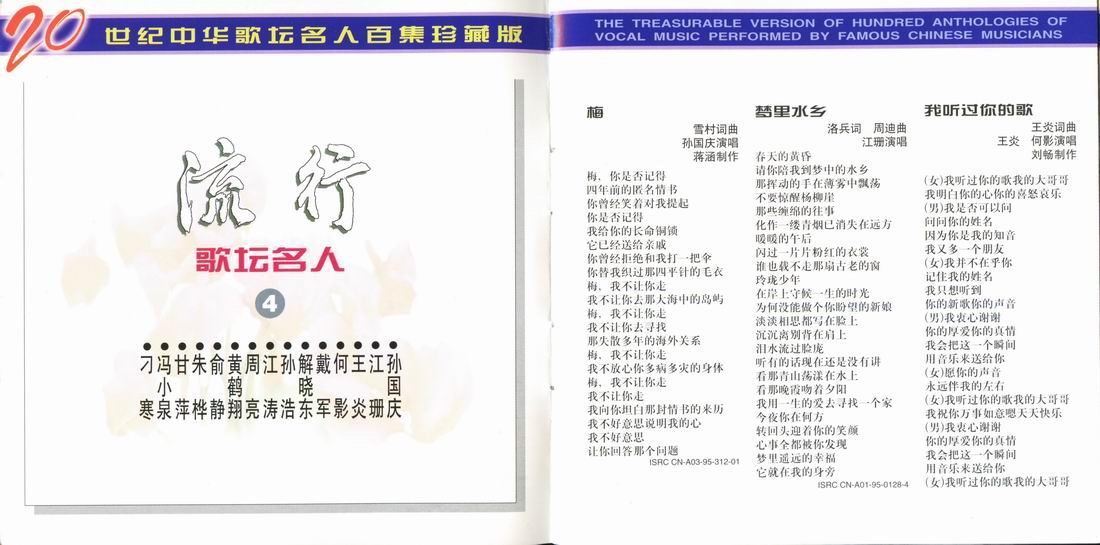 20世纪中华歌坛名人百集珍藏版
流行
歌坛名人
4
孙国庆
江珊
王炎
何影
戴军
解晓东
孙浩
江涛
周亮
黄鹤翔
俞静
朱桦
甘萍
冯小泉
刁寒
THE TREASURABLE VERSION OF HUNDRED ANTHOLOGIES OF
VOCAL MUSIC PERFORMED BY FAMOUS CHINESE MUSICIANS
梅
雪村词曲
孙国庆演唱
蒋涵制作
梅，你是否记得
四年前的匿名情书
你曾经笑着对我提起
你是否记得
我给你的长命铜锁
它已经送给亲戚
你曾经拒绝和我打一把伞
你替我织过那四平针的毛衣
梅，我不让你走
我不让你去那大海中的岛屿
梅，我不让你走
我不让你去寻找
那失散多年的海外关系
梅，我不让你走
我不放心你多病多灾的身体
梅，我不让你走
我不让你走
我向你坦白那封情书的来历
我不好意思说明我的心
我不好意思
让你回答那个问题
ISRC CN-A03-95-312-01
梦里水乡
洛兵词　周迪曲
江珊演唱
春天的黄昏
请你陪我到梦中的水乡
那挥动的手在薄雾中飘荡
不要惊醒杨柳崖
那些缠绵的往事
化作一缕青烟已消失在远方
暖暖的午后
闪过一片片粉红的衣裳
谁也载不走那扇古老的窗
玲珑少年
在岸上守候一生的时光
为何没能做个你盼望的新娘
淡淡相思都写在脸上
沉沉离别背在肩上
泪水流过脸庞
听有的话现在还是没有讲
看那青山荡漾在水上
看那晚霞吻着夕阳
我用一生的爱去寻找一个家
今夜你在何方
转回头迎着你的笑颜
心事全都被你发现
梦里遥远的幸福
它就在我的身旁
ISRC CN-A01-95-0128-4
我听过你的歌
王炎词曲
王炎　何影演唱
刘畅制作
(女)我听过你的歌我的大哥哥
我明白你的心你的喜怒哀乐
(男)我是否可以问
问问你的姓名
因为你是我的知音
我又多一个朋友
(女)我并不在乎你
记住我的姓名
我只想听到
你的新歌你的声音
(男)我衷心谢谢
你的厚爱你的真情
我会把这一个瞬间
用音乐来送给你
(女)愿你的声音
永远伴我的左右
(女)我听过你的歌我的大哥哥
我祝你万事如意嗯天天快乐
(男)我衷心谢谢
你的厚爱你的真情
我会把这一个瞬间
用音乐来送给你
(女)我听过你的歌我的大哥哥